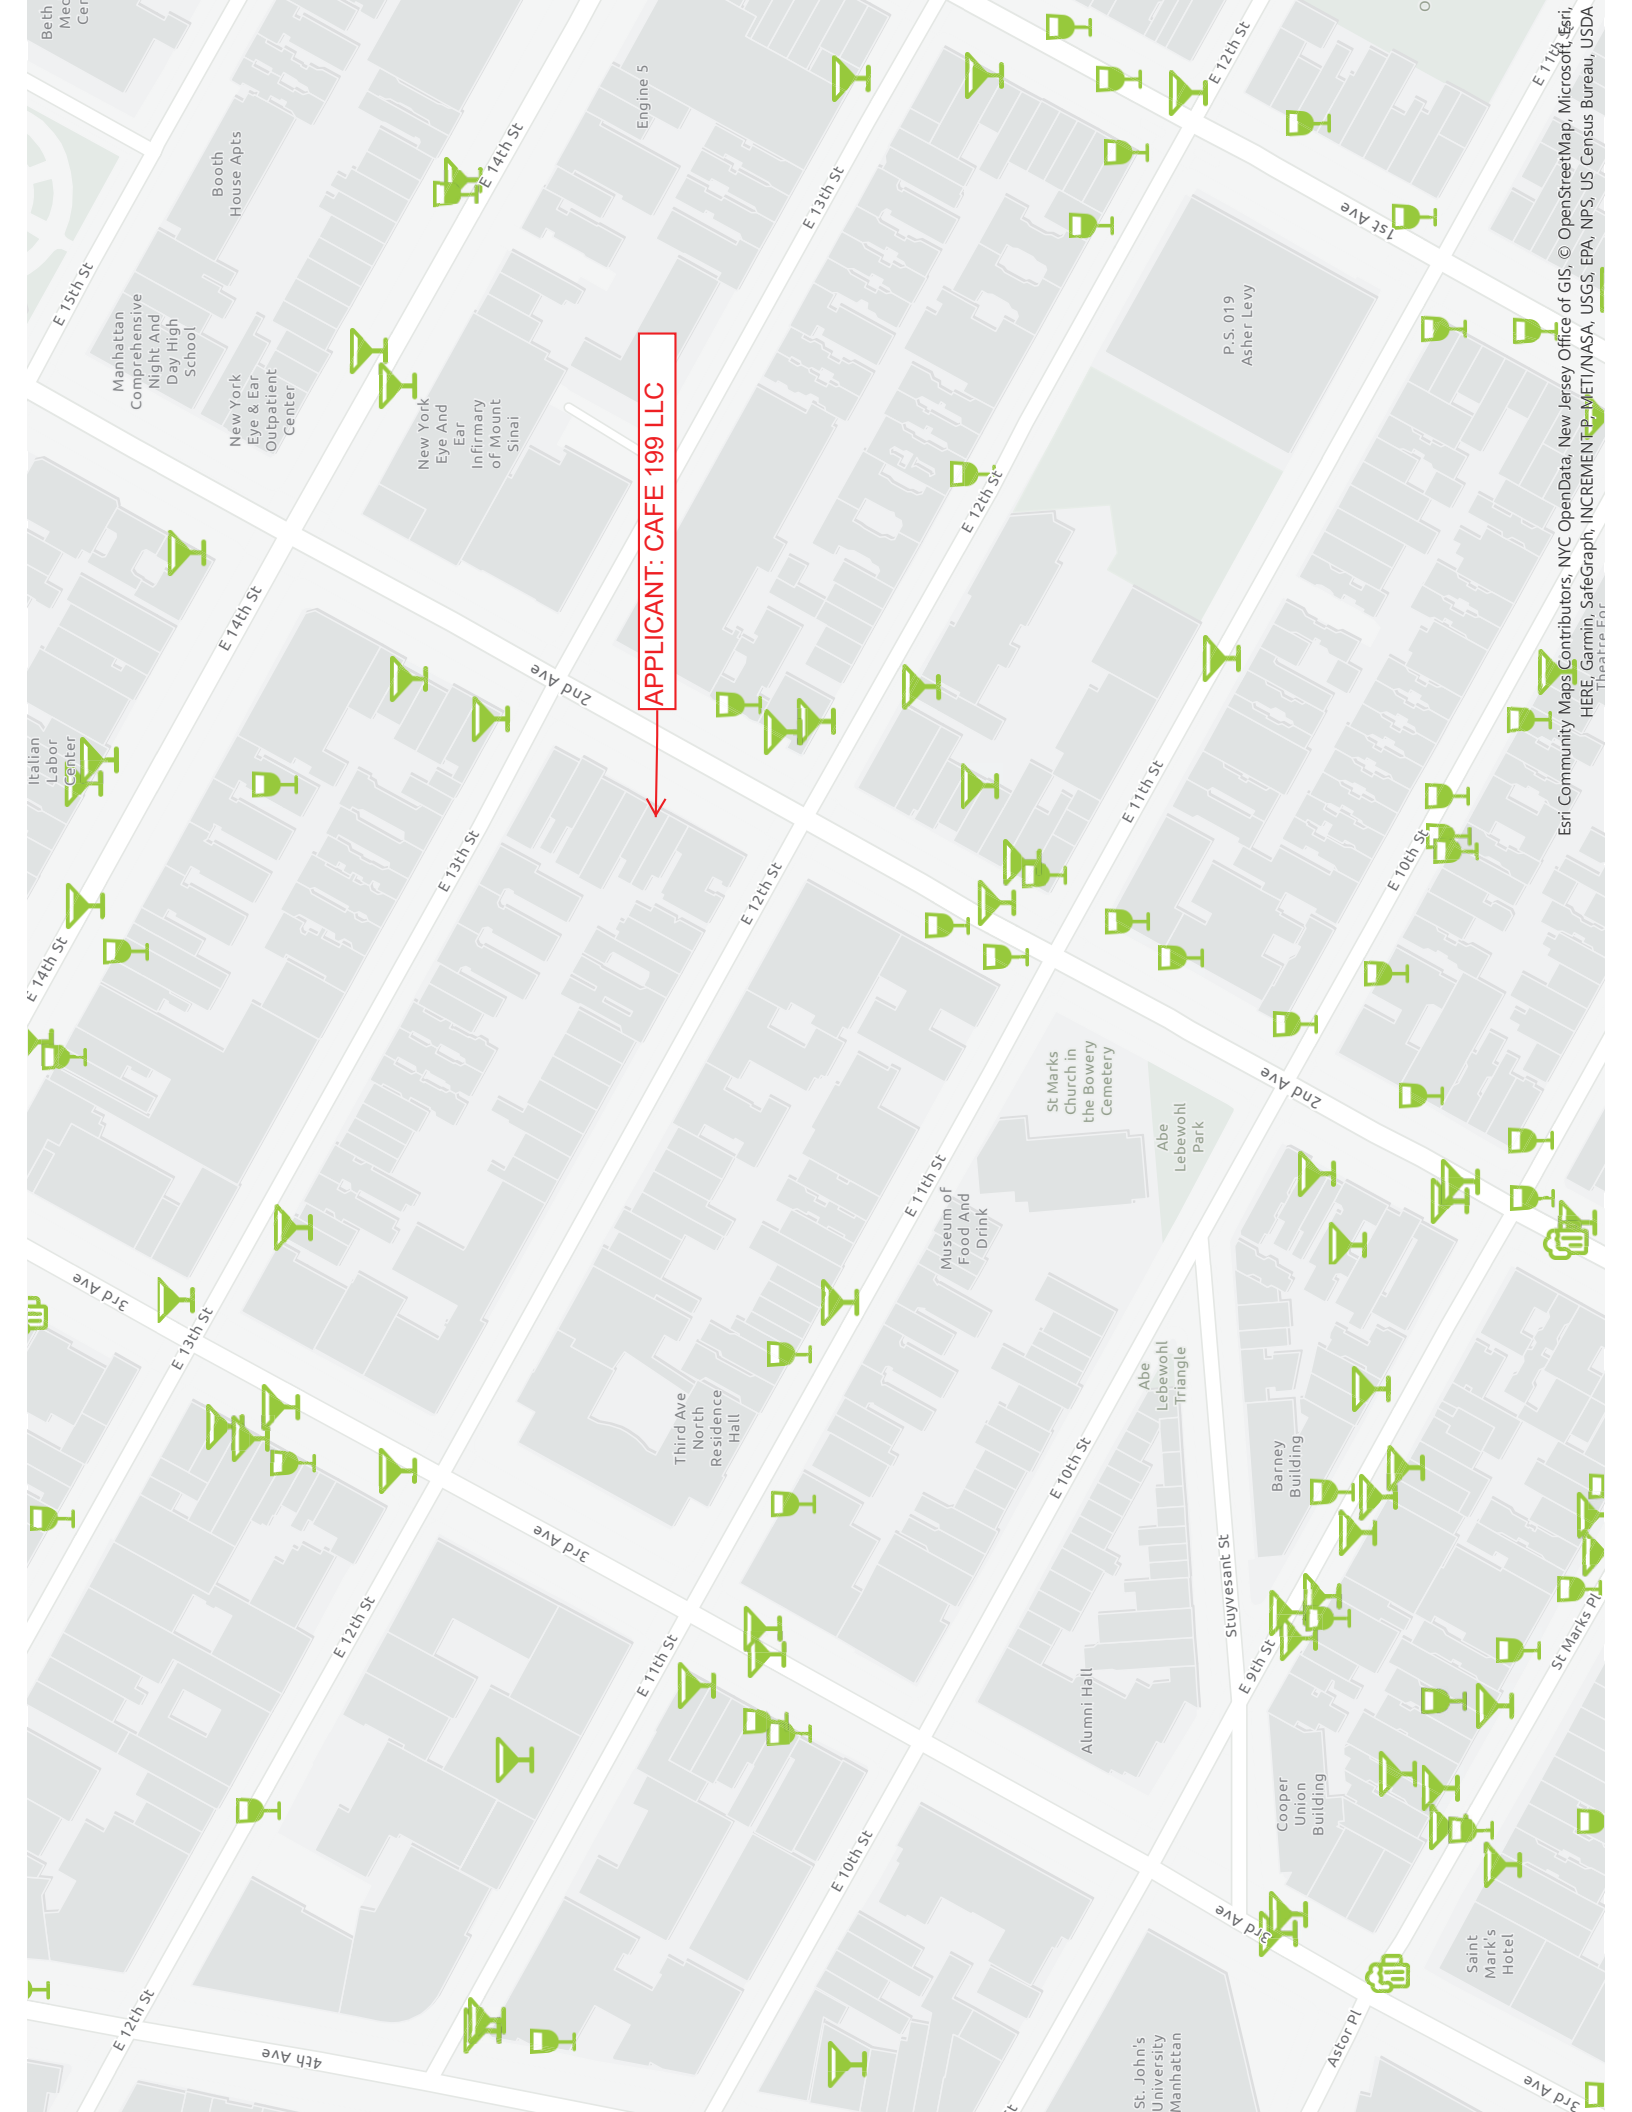 Beth
Med
Cen
Booth
House Apts
Engine 5
E 14th St
E 13th St
E 12th St
E 11th St
1st Ave
E 15th St
Manhattan
Comprehensive
Night And
Day High
School
New York
Eye & Ear
Outpatient
Center
New York
Eye And
Ear
Infirmary
of Mount
Sinai
P.S. 019
Asher Levy
APPLICANT: CAFE 199 LLC
E 12th St
E 14th St
2nd Ave
Italian
Labor
Center
E 13th St
E 12th St
E 11th St
E 10th St
Theatre For
E 14th St
St Marks
Church in
the Bowery
Cemetery
Abe
Lebewohl
Park
2nd Ave
E 11th St
Museum of
Food And
Drink
3rd Ave
E 13th St
Third Ave
North
Residence
Hall
Abe
Lebewohl
Triangle
E 10th St
Barney
Building
3rd Ave
Stuyvesant St
E 12th St
E 11th St
E 9th St
St Marks Pl
Alumni Hall
Cooper
Union
Building
E 10th St
3rd Ave
Saint
Mark's
Hotel
E 12th St
4th Ave
Astor Pl
St. John's
University
Manhattan
3rd Ave
Esri Community Maps Contributors, NYC OpenData, New Jersey Office of GIS, © OpenStreetMap, Microsoft, Esri,
HERE, Garmin, SafeGraph, INCREMENT P, METI/NASA, USGS, EPA, NPS, US Census Bureau, USDA